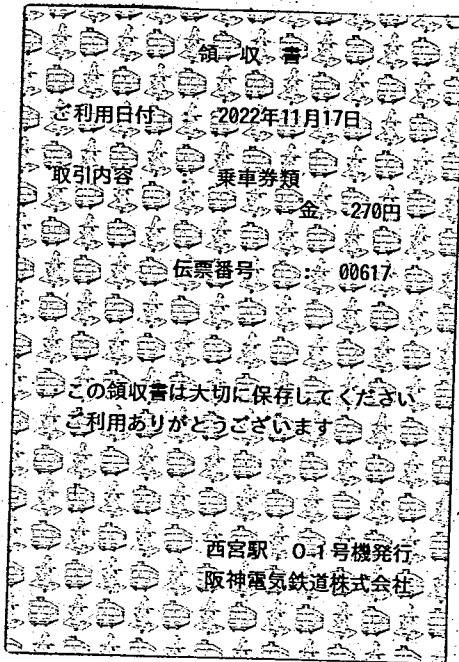 領 収 書
ご利用日付 : 2022年11月17日
取引内容 : 乗車券類
金 270円
伝票番号 : 00617
この領収書は大切に保存してください
ご利用ありがとうございます
西宮駅 01号機発行
阪神電気鉄道株式会社